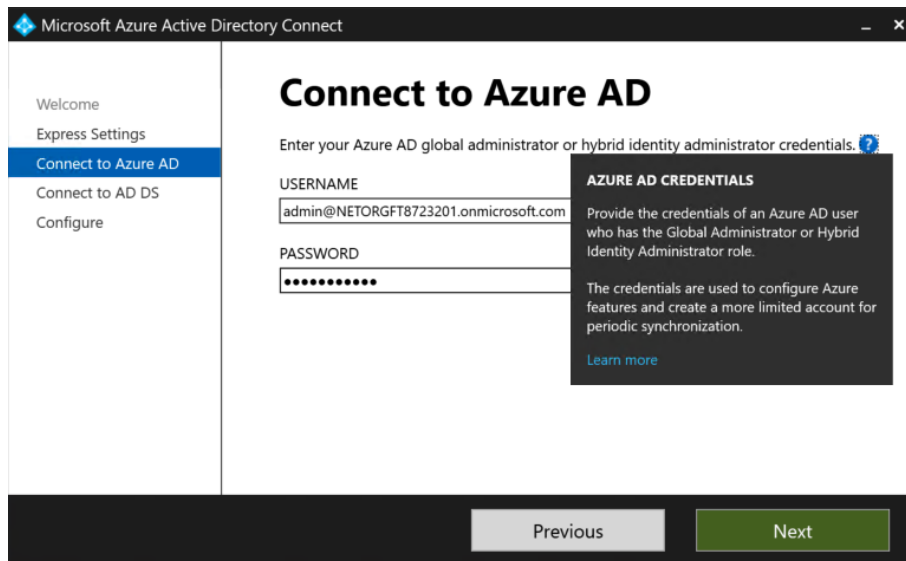 Microsoft Azure Active Directory Connect
Welcome
Express Settings
Connect to Azure AD
Connect to AD DS
Configure
Connect to Azure AD
Enter your Azure AD global administrator or hybrid identity administrator credentials. ?
USERNAME
admin@NETORGFT8723201.onmicrosoft.com
PASSWORD
AZURE AD CREDENTIALS
Provide the credentials of an Azure AD user
who has the Global Administrator or Hybrid
Identity Administrator role.
The credentials are used to configure Azure
features and create a more limited account for
periodic synchronization.
Learn more
Previous
Next